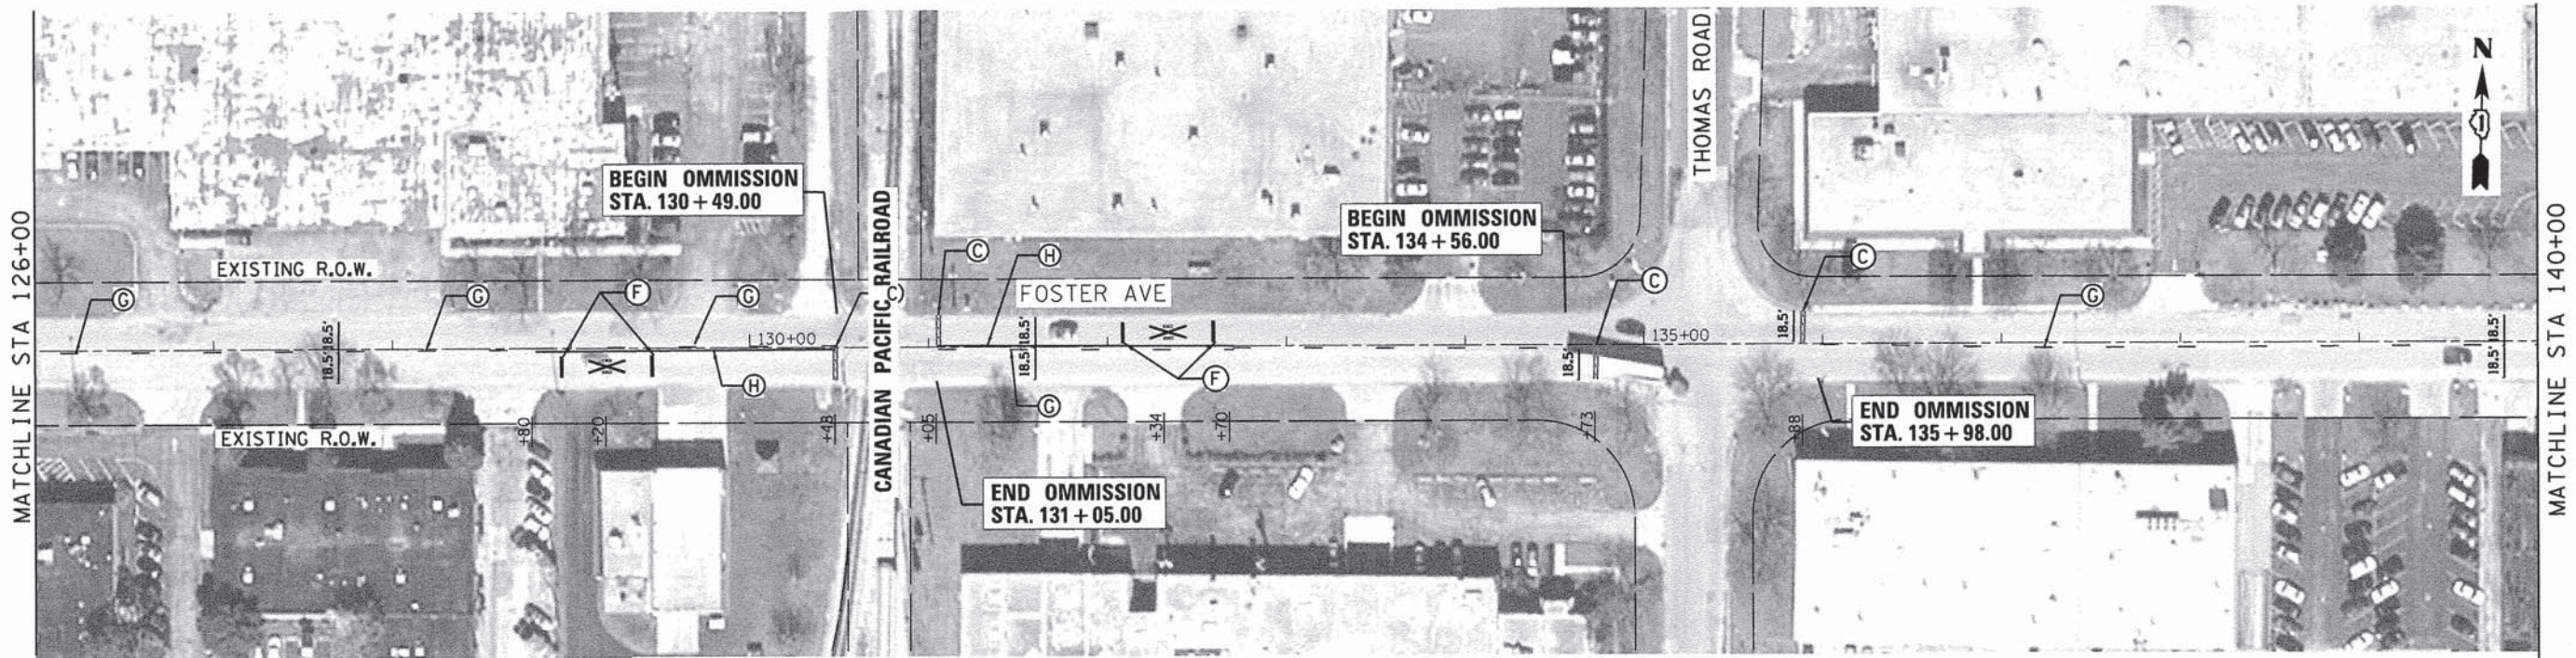 MATCHLINE STA 126+00
BEGIN OMMISSION
STA. 130+49.00
EXISTING R.O.W.
G
G
F
G
18.5' 18.5'
130+00
H
EXISTING R.O.W.
+80
+20
+48
CANADIAN PACIFIC RAILROAD
C
H
FOSTER AVE
18.5' 18.5'
G
F
+05
+34
+70
END OMMISSION
STA. 131+05.00
BEGIN OMMISSION
STA. 134+56.00
C
135+00
18.5'
+73
THOMAS ROAD
C
18.5'
+88
END OMMISSION
STA. 135+98.00
G
18.5' 18.5'
N
MATCHLINE STA 140+00